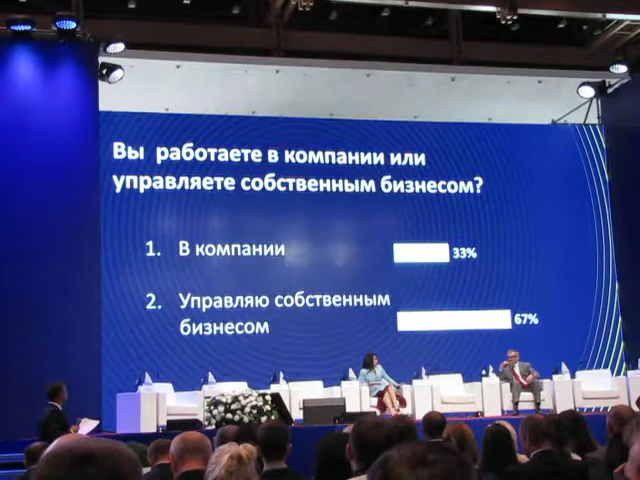 Вы работаете в компании или
управляете собственным бизнесом?
1. В компании 33%
2. Управляю собственным
бизнесом 67%